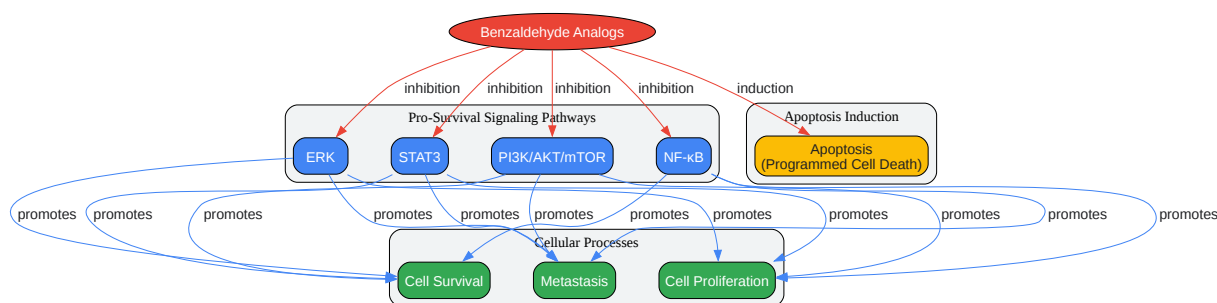 Benzaldehyde Analogs
inhibition
inhibition
inhibition
inhibition
induction
Pro-Survival Signaling Pathways
Apoptosis Induction
ERK
STAT3
PI3K/AKT/mTOR
NF-κB
Apoptosis
(Programmed Cell Death)
promotes
promotes
promotes
promotes
promotes
promotes
promotes
promotes
promotes
promotes
promotes
Cellular Processes
Cell Survival
Metastasis
Cell Proliferation